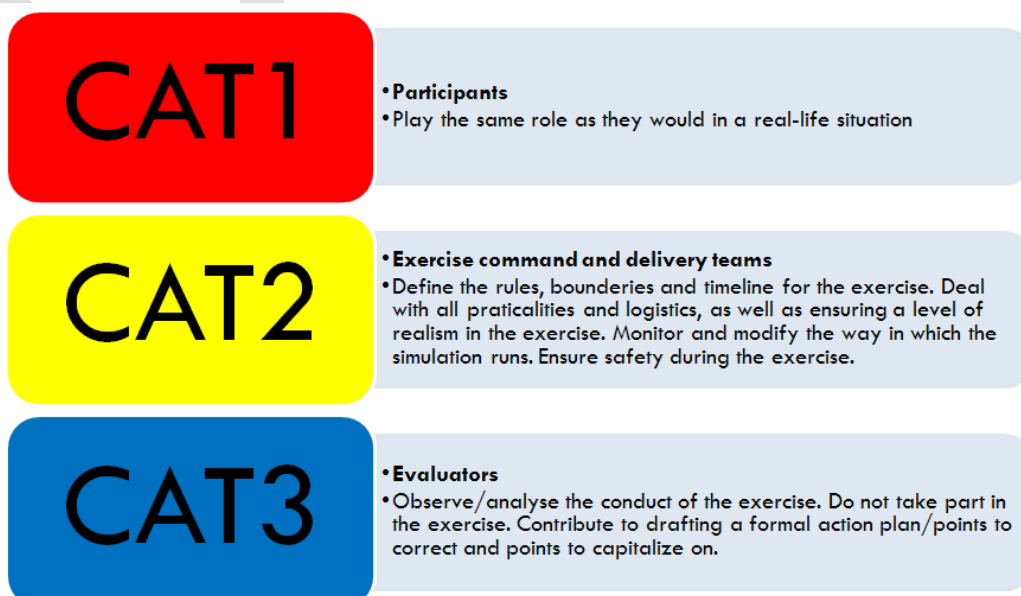 CAT1
•Participants
•Play the same role as they would in a real-life situation
CAT2
•Exercise command and delivery teams
•Define the rules, bounderies and timeline for the exercise. Deal
with all praticalities and logistics, as well as ensuring a level of
realism in the exercise. Monitor and modify the way in which the
simulation runs. Ensure safety during the exercise.
CAT3
•Evaluators
•Observe/analyse the conduct of the exercise. Do not take part in
the exercise. Contribute to drafting a formal action plan/points to
correct and points to capitalize on.